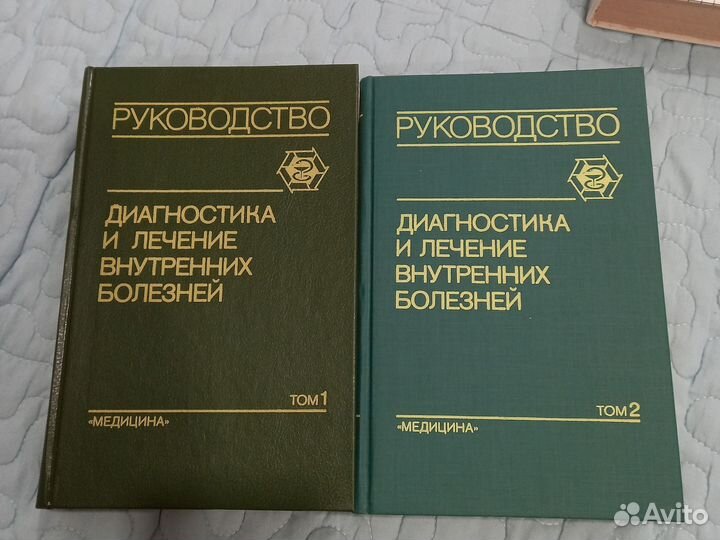 РУКОВОДСТВО
ДИАГНОСТИКА
И ЛЕЧЕНИЕ
ВНУТРЕННИХ
БОЛЕЗНЕЙ
ТОМ 1
«МЕДИЦИНА»
РУКОВОДСТВО
ДИАГНОСТИКА
И ЛЕЧЕНИЕ
ВНУТРЕННИХ
БОЛЕЗНЕЙ
ТОМ 2
«МЕДИЦИНА»
Avito